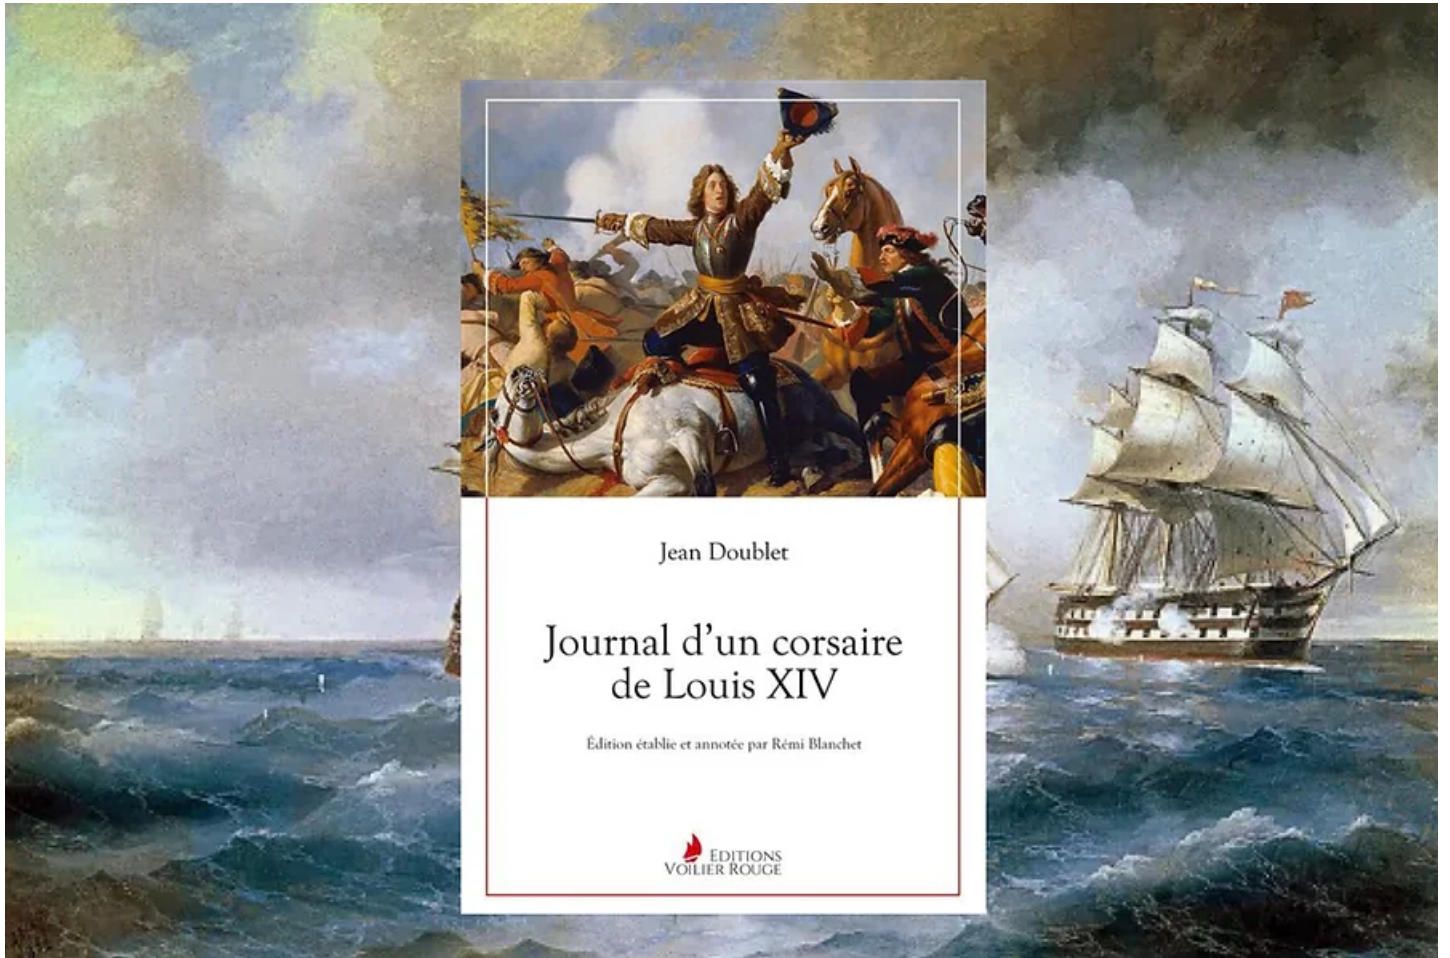 Jean Doublet
Journal d’un corsaire
de Louis XIV
Édition établie et annotée par Rémi Blanchet
EDITIONS
VOILIER ROUGE